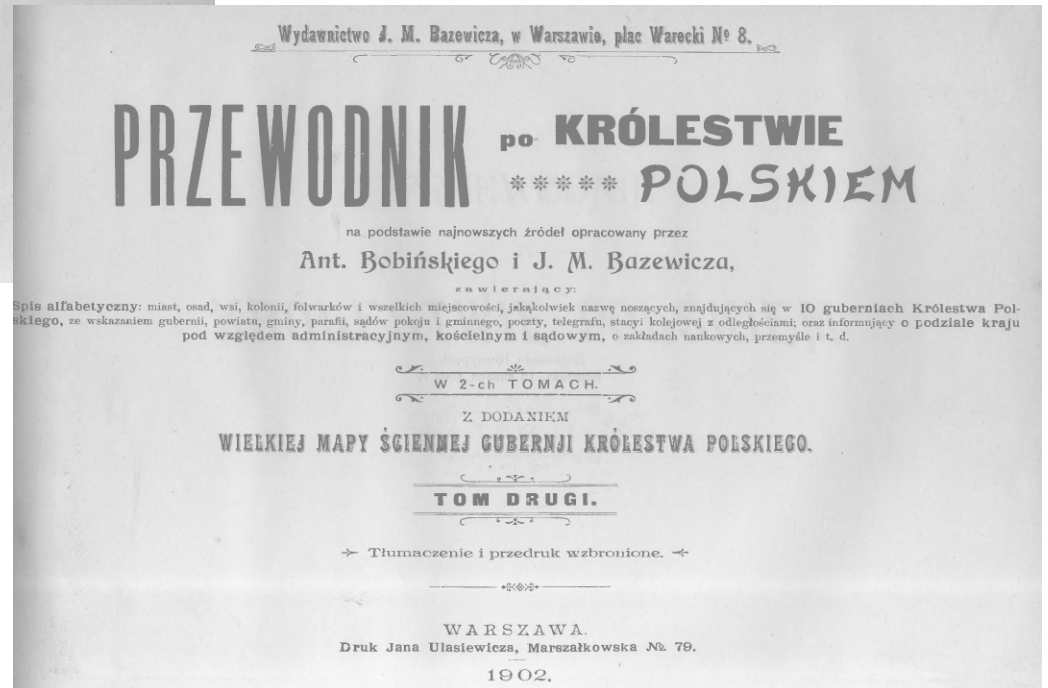 Wydawnictwo J. M. Bazewicza, w Warszawie, plac Warecki № 8.
PRZEWODNIK po KRÓLESTWIE
POLSKIEM
na podstawie najnowszych źródeł opracowany przez
Ant. Bobińskiego i J. M. Bazewicza,
zawierający:
Spis alfabetyczny: miast, osad, wsi, kolonii, folwarków i wszelkich miejscowości, jakąkolwiek nazwę noszących, znajdujących się w 10 guberniach Królestwa Pol-
skiego, ze wskazaniem gubernii, powiatu, gminy, parafii, sądów pokoju i gminnego, poczty, telegrafu, stacyi kolejowej z odległościami; oraz informujący o podziale kraju
pod względem administracyjnym, kościelnym i sądowym, o zakładach naukowych, przemyśle i t. d.
W 2-ch TOMACH.
Z DODANIEM
WIELKIEJ MAPY ŚCIENNEJ GUBERNJI KRÓLESTWA POLSKIEGO.
TOM DRUGI.
Tłumaczenie i przedruk wzbronione.
WARSZAWA.
Druk Jana Ulasiewicza, Marszałkowska № 79.
1902.